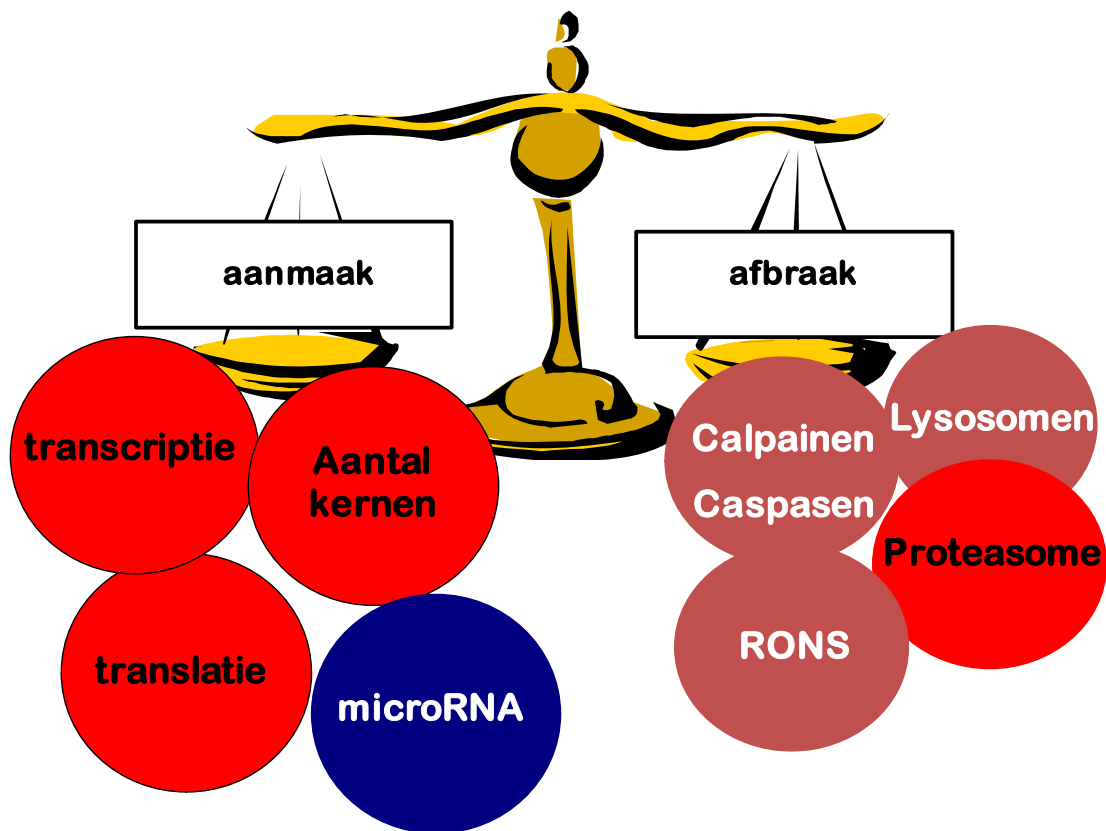 aanmaak
afbraak
transcriptie
Aantal
kernen
translatie
microRNA
Calpainen
Caspasen
Lysosomen
Proteasome
RONS